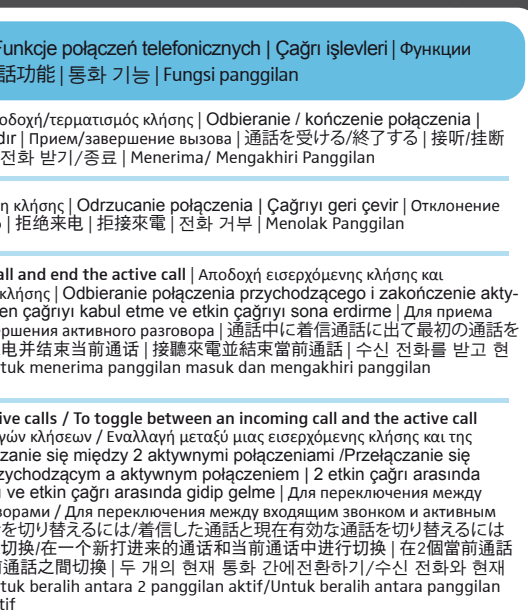 Funkcje połączeń telefonicznych | Çağrı işlevleri | Функции
話功能 | 통화 기능 | Fungsi panggilan
οδοχή/τερματισμός κλήσης | Odbieranie / kończenie połączenia |
dır | Прием/завершение вызова | 通話を受ける/終了する | 接听/挂断
전화 받기/종료 | Menerima/ Mengakhiri Panggilan
η κλήσης | Odrzucanie połączenia | Çağrıyı geri çevir | Отклонение
| 拒绝来电 | 拒接來電 | 전화 거부 | Menolak Panggilan
all and end the active call | Αποδοχή εισερχόμενης κλήσης και
κλήσης | Odbieranie połączenia przychodzącego i zakończenie akty-
en çağrıyı kabul etme ve etkin çağrıyı sona erdirme | Для приема
ершения активного разговора | 通話中に着信通話に出て最初の通話を
电并结束当前通话 | 接聽來電並結束當前通話 | 수신 전화를 받고 현
tuk menerima panggilan masuk dan mengakhiri panggilan
ive calls / To toggle between an incoming call and the active call
γών κλήσεων / Εναλλαγή μεταξύ μιας εισερχόμενης κλήσης και της
zanie się między 2 aktywnymi połączeniami /Przełączanie się
zychodzącym a aktywnym połączeniem | 2 etkin çağrı arasında
ı ve etkin çağrı arasında gidip gelme | Для переключения между
ворами / Для переключения между входящим звонком и активным
を切り替えるには/着信した通話と現在有効な通話を切り替えるには
切换/在一个新打进来的通话和当前通话中进行切换 | 在2個當前通話
通話之間切換 | 두 개의 현재 통화 간에전환하기/수신 전화와 현재
tuk beralih antara 2 panggilan aktif/Untuk beralih antara panggilan
tif